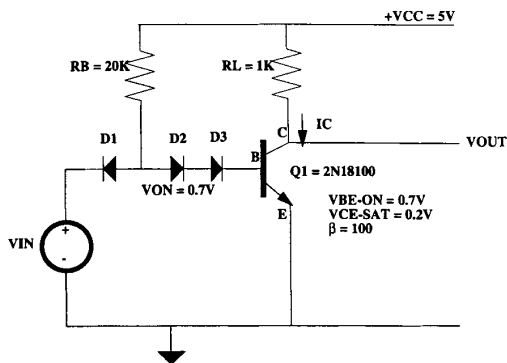 +VCC = 5V
RB = 20K
RL = 1K
IC
C
VOUT
D1
D2
D3
B
Q1 = 2N18100
VON = 0.7V
VBE-ON = 0.7V
E
VCE-SAT = 0.2V
β = 100
VIN
+
-